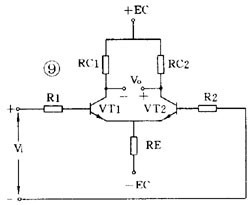 +EC
⑨
RC1
RC2
Vo
- +
R1
VT1
VT2
R2
+
Vi
-
RE
-EC